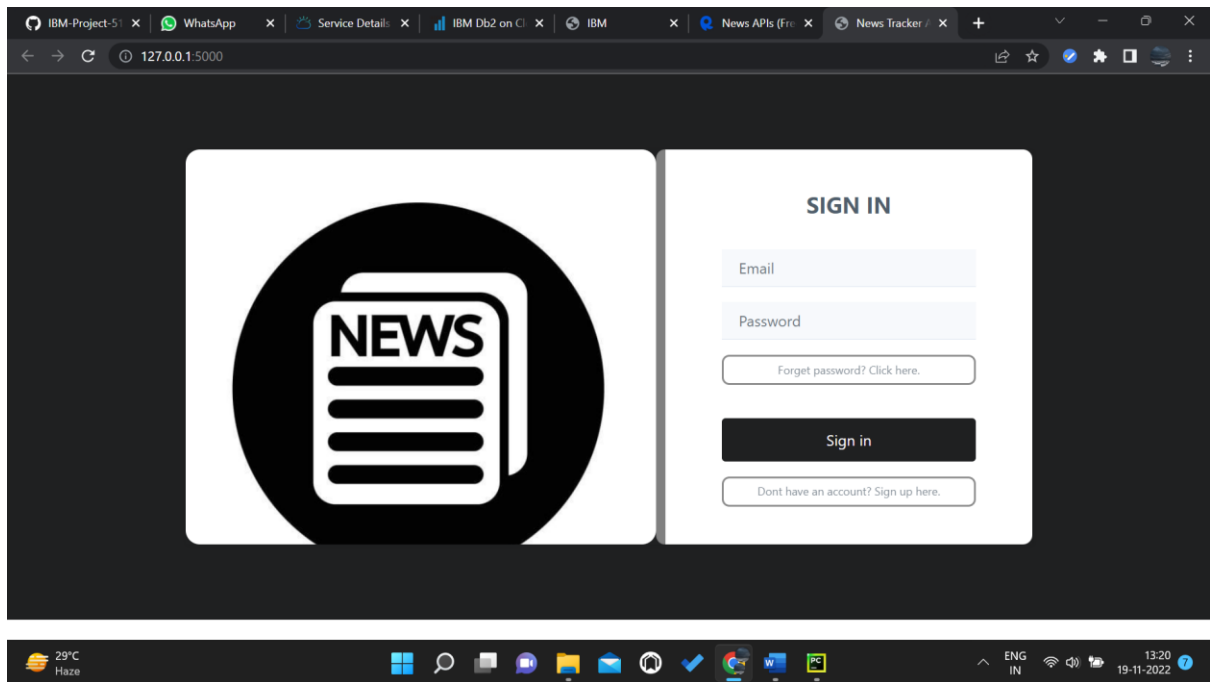 IBM-Project-51
WhatsApp
Service Details
IBM Db2 on Cl
IBM
News APIs (Fre
News Tracker A
127.0.0.1:5000
NEWS
SIGN IN
Email
Password
Forget password? Click here.
Sign in
Dont have an account? Sign up here.
29°C
Haze
W
PC
ENG
IN
13:20
19-11-2022
7